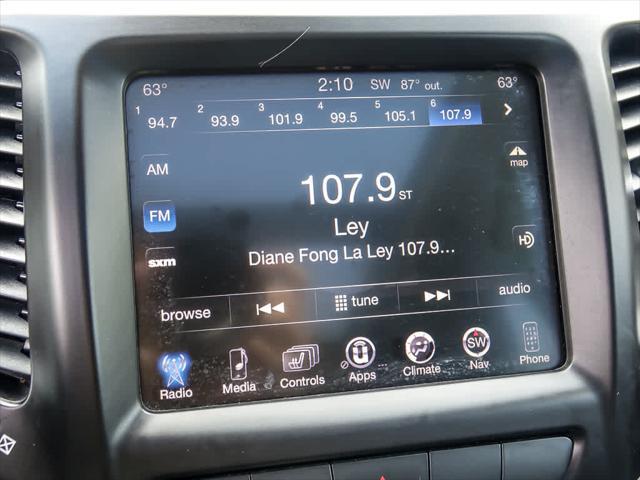 63° 2:10 SW 87° out. 63°
1 94.7 2 93.9 3 101.9 4 99.5 5 105.1 6 107.9
AM
map
107.9 ST
FM
Ley
HD
sxm
Diane Fong La Ley 107.9...
browse tune audio
Radio Media Controls Apps Climate SW Nav Phone